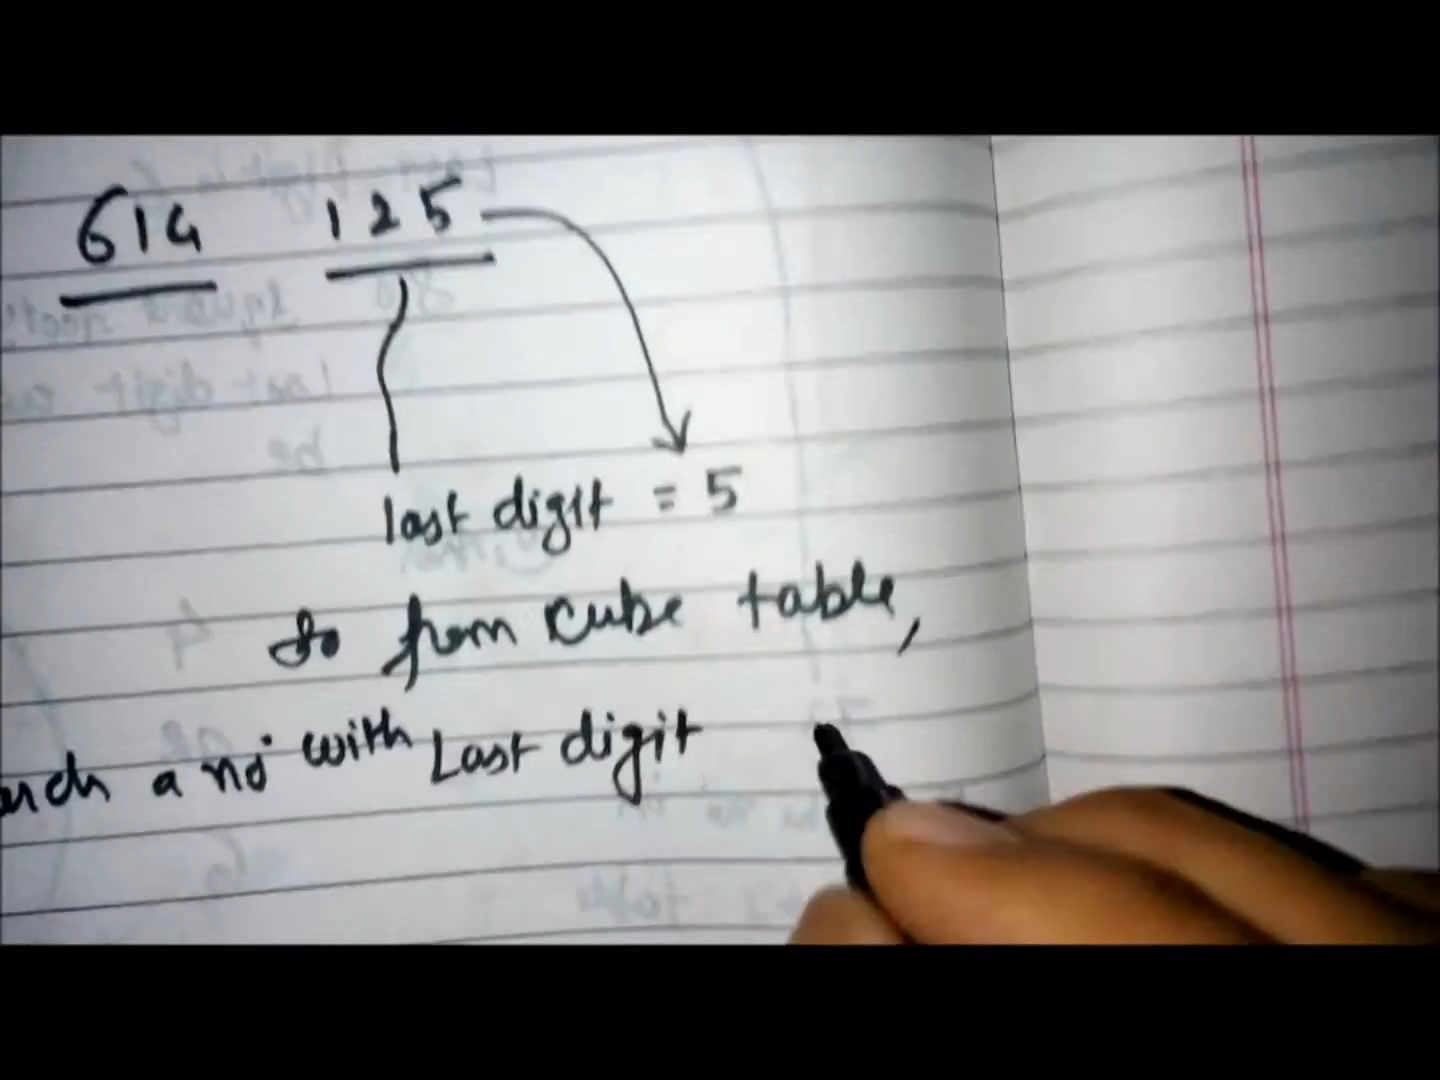 614 125
last digit = 5
So from cube table,
a no. with Last digit